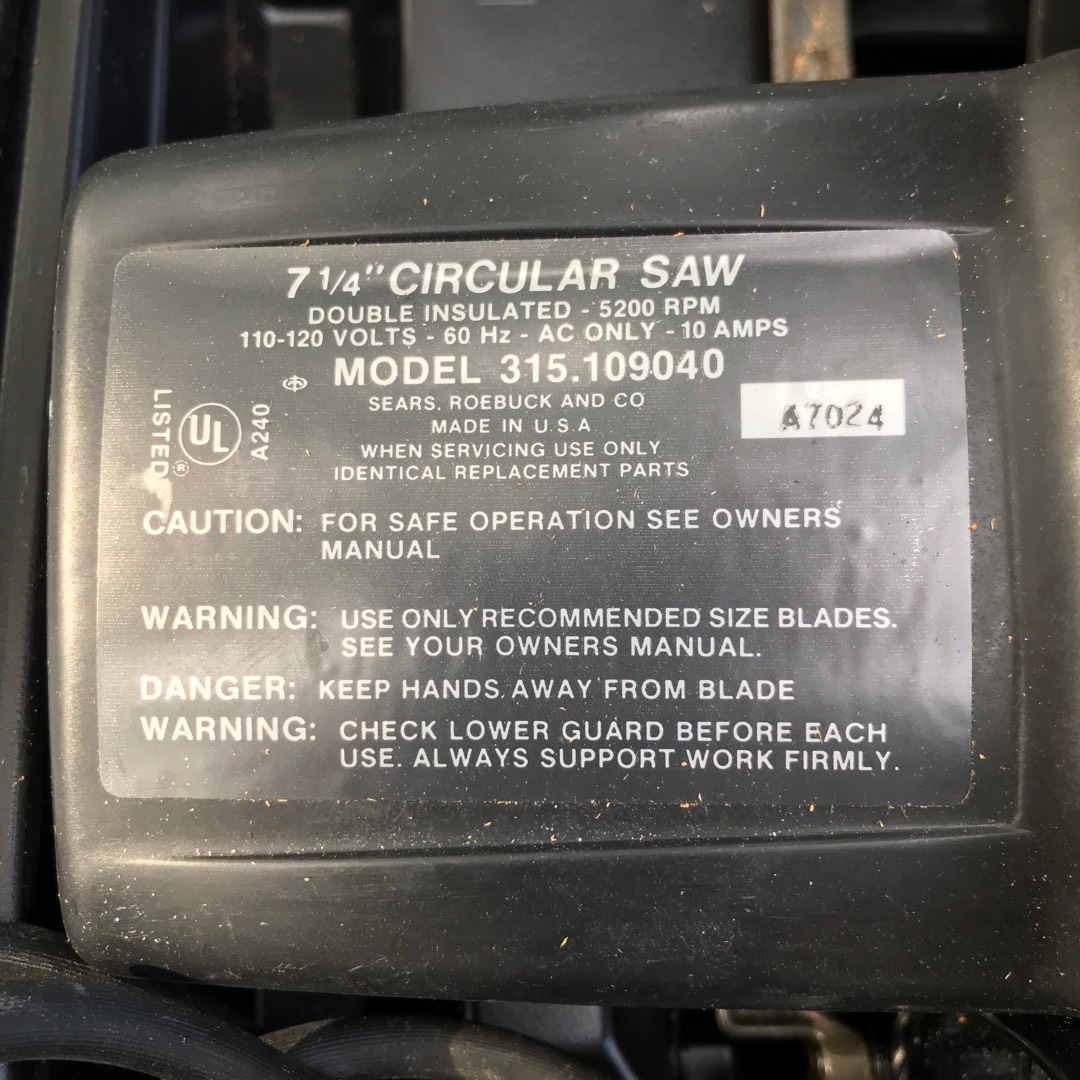 7 1/4" CIRCULAR SAW
DOUBLE INSULATED - 5200 RPM
110-120 VOLTS - 60 Hz - AC ONLY - 10 AMPS
MODEL 315.109040
SEARS, ROEBUCK AND CO
MADE IN U.S.A
WHEN SERVICING USE ONLY
IDENTICAL REPLACEMENT PARTS
LISTED
UL
®
A240
A7024
CAUTION: FOR SAFE OPERATION SEE OWNERS
MANUAL
WARNING: USE ONLY RECOMMENDED SIZE BLADES.
SEE YOUR OWNERS MANUAL.
DANGER: KEEP HANDS AWAY FROM BLADE
WARNING: CHECK LOWER GUARD BEFORE EACH
USE. ALWAYS SUPPORT WORK FIRMLY.